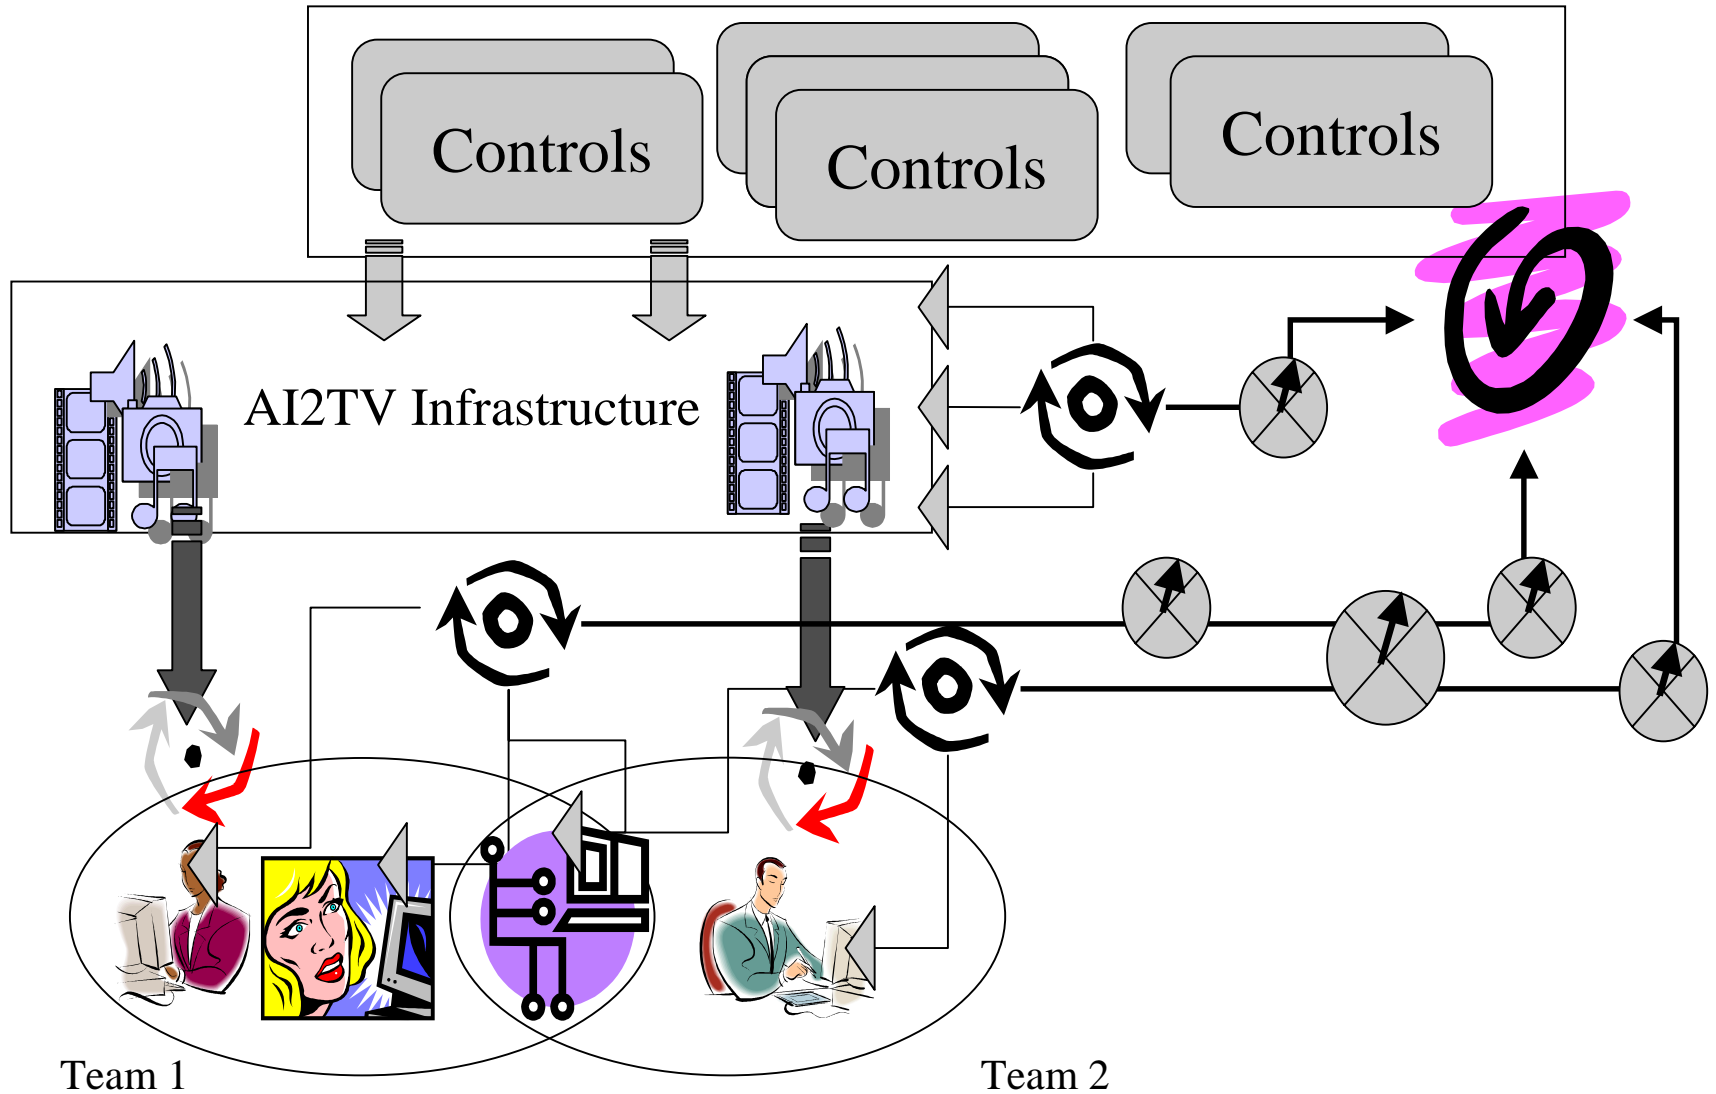 Controls
Controls
Controls
AI2TV Infrastructure
Team 1
Team 2